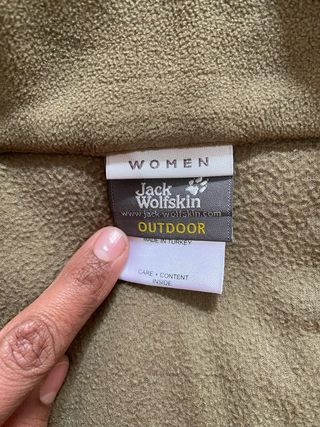 WOMEN
Jack
Wolfskin
www.jack-wolfskin.com
OUTDOOR
MADE IN TURKEY
CARE + CONTENT
INSIDE